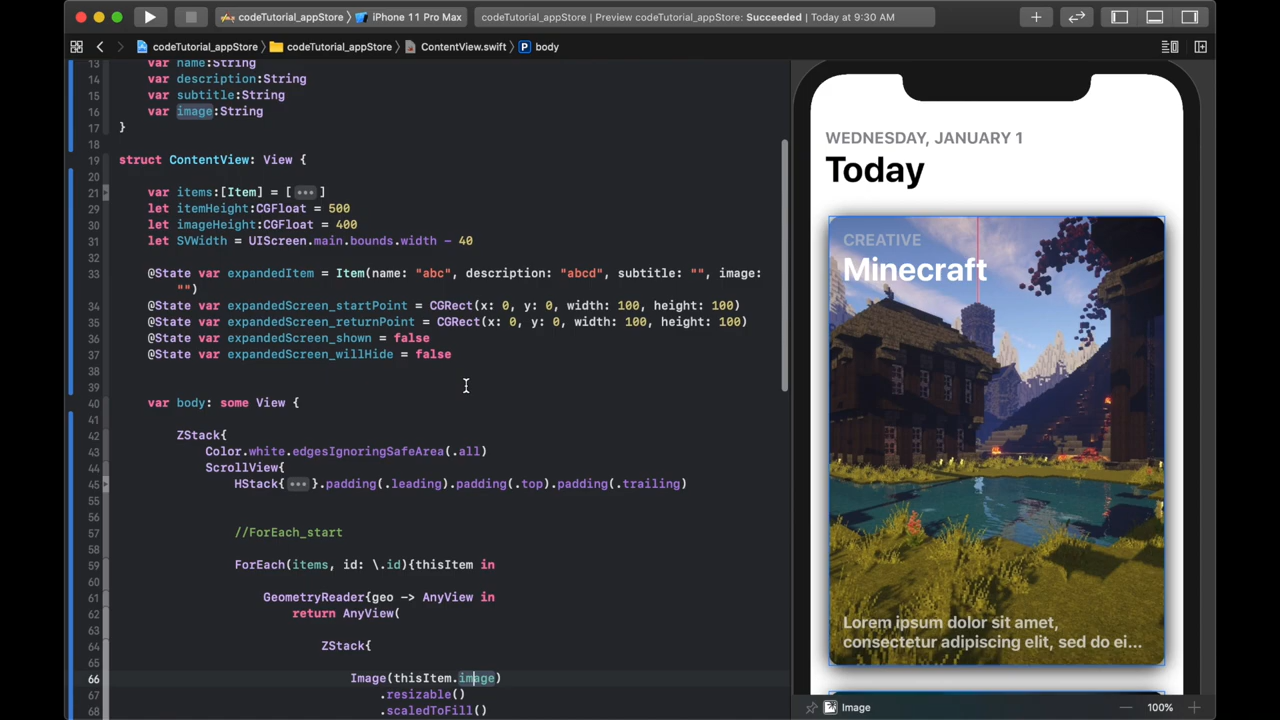 codeTutorial_appStore
iPhone 11 Pro Max
codeTutorial_appStore | Preview codeTutorial_appStore: Succeeded | Today at 9:30 AM
codeTutorial_appStore
codeTutorial_appStore
ContentView.swift
P body
13 var name:String
14 var description:String
15 var subtitle:String
16 var image:String
17 }
18
19 struct ContentView: View {
20
21 var items:[Item] = [ ••• ]
29 let itemHeight:CGFloat = 500
30 let imageHeight:CGFloat = 400
31 let SVWidth = UIScreen.main.bounds.width - 40
32
33 @State var expandedItem = Item(name: "abc", description: "abcd", subtitle: "", image:
"")
34 @State var expandedScreen_startPoint = CGRect(x: 0, y: 0, width: 100, height: 100)
35 @State var expandedScreen_returnPoint = CGRect(x: 0, y: 0, width: 100, height: 100)
36 @State var expandedScreen_shown = false
37 @State var expandedScreen_willHide = false
38
39
40 var body: some View {
41
42 ZStack{
43 Color.white.edgesIgnoringSafeArea(.all)
44 ScrollView{
45 HStack{ ••• }.padding(.leading).padding(.top).padding(.trailing)
55
56
57 //ForEach_start
58
59 ForEach(items, id: \.id){thisItem in
60
61 GeometryReader{geo -> AnyView in
62 return AnyView(
63
64 ZStack{
65
66 Image(thisItem.image)
67 .resizable()
68 .scaledToFill()
WEDNESDAY, JANUARY 1
Today
CREATIVE
Minecraft
Lorem ipsum dolor sit amet,
consectetur adipiscing elit, sed do ei...
Image
100%